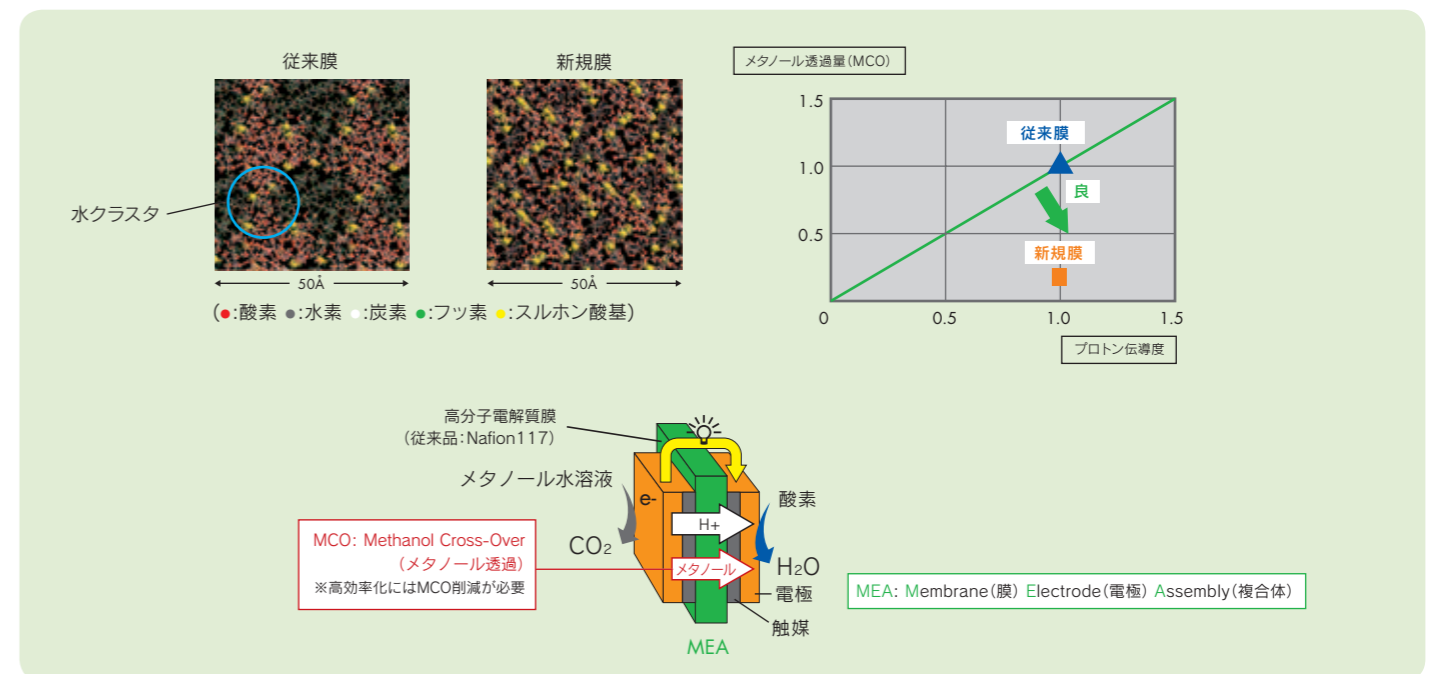 従来膜
新規膜
水クラスタ
50Å
50Å
(●:酸素 ●:水素 ●:炭素 ●:フッ素 ●:スルホン酸基)
メタノール透過量(MCO)
1.5
1.0
0.5
0
0.5
1.0
1.5
従来膜
良
新規膜
プロトン伝導度
高分子電解質膜
(従来品:Nafion117)
メタノール水溶液
e-
酸素
H+
CO₂
メタノール
H₂O
電極
触媒
MEA
MCO: Methanol Cross-Over
(メタノール透過)
※高効率化にはMCO削減が必要
MEA: Membrane(膜) Electrode(電極) Assembly(複合体)